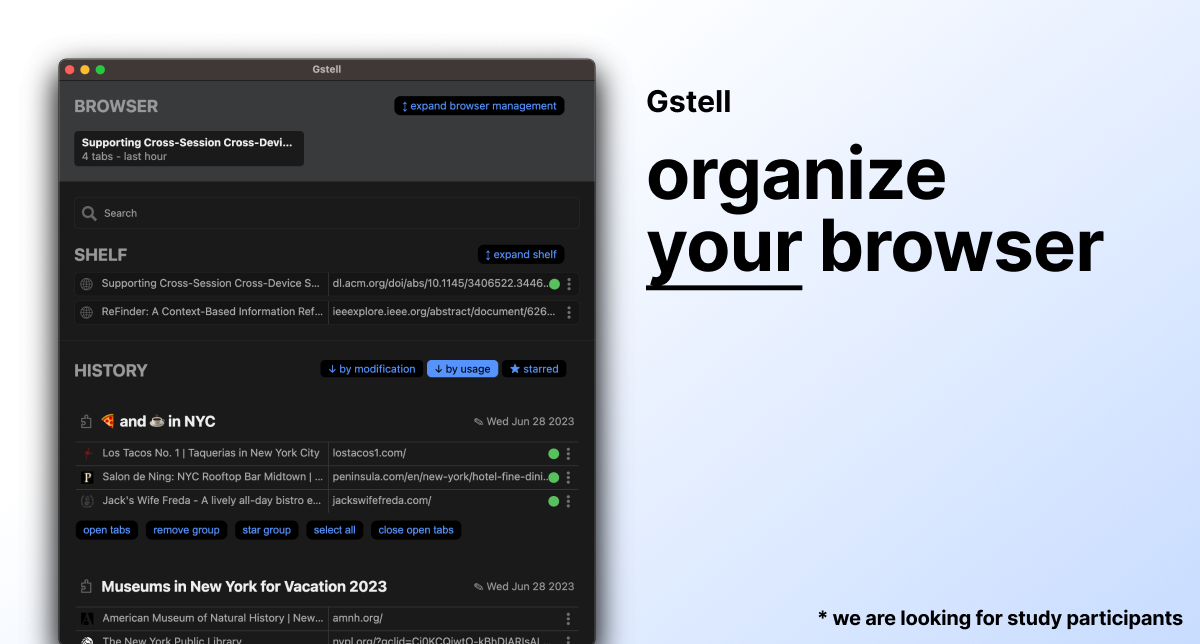 Gstell
BROWSER
↕ expand browser management
Supporting Cross-Session Cross-Devi...
4 tabs - last hour
Search
SHELF
↕ expand shelf
Supporting Cross-Session Cross-Device S... dl.acm.org/doi/abs/10.1145/3406522.3446...
ReFinder: A Context-Based Information Ref... ieeexplore.ieee.org/abstract/document/626...
HISTORY
↓ by modification ↓ by usage ★ starred
🍕 and ☕ in NYC ✎ Wed Jun 28 2023
Los Tacos No. 1 | Taquerias in New York City lostacos1.com/
Salon de Ning: NYC Rooftop Bar Midtown | ... peninsula.com/en/new-york/hotel-fine-dini...
Jack's Wife Freda - A lively all-day bistro e... jackswifefreda.com/
open tabs remove group star group select all close open tabs
Museums in New York for Vacation 2023 ✎ Wed Jun 28 2023
American Museum of Natural History | New... amnh.org/
The New York Public Library
Gstell
organize
your browser
* we are looking for study participants